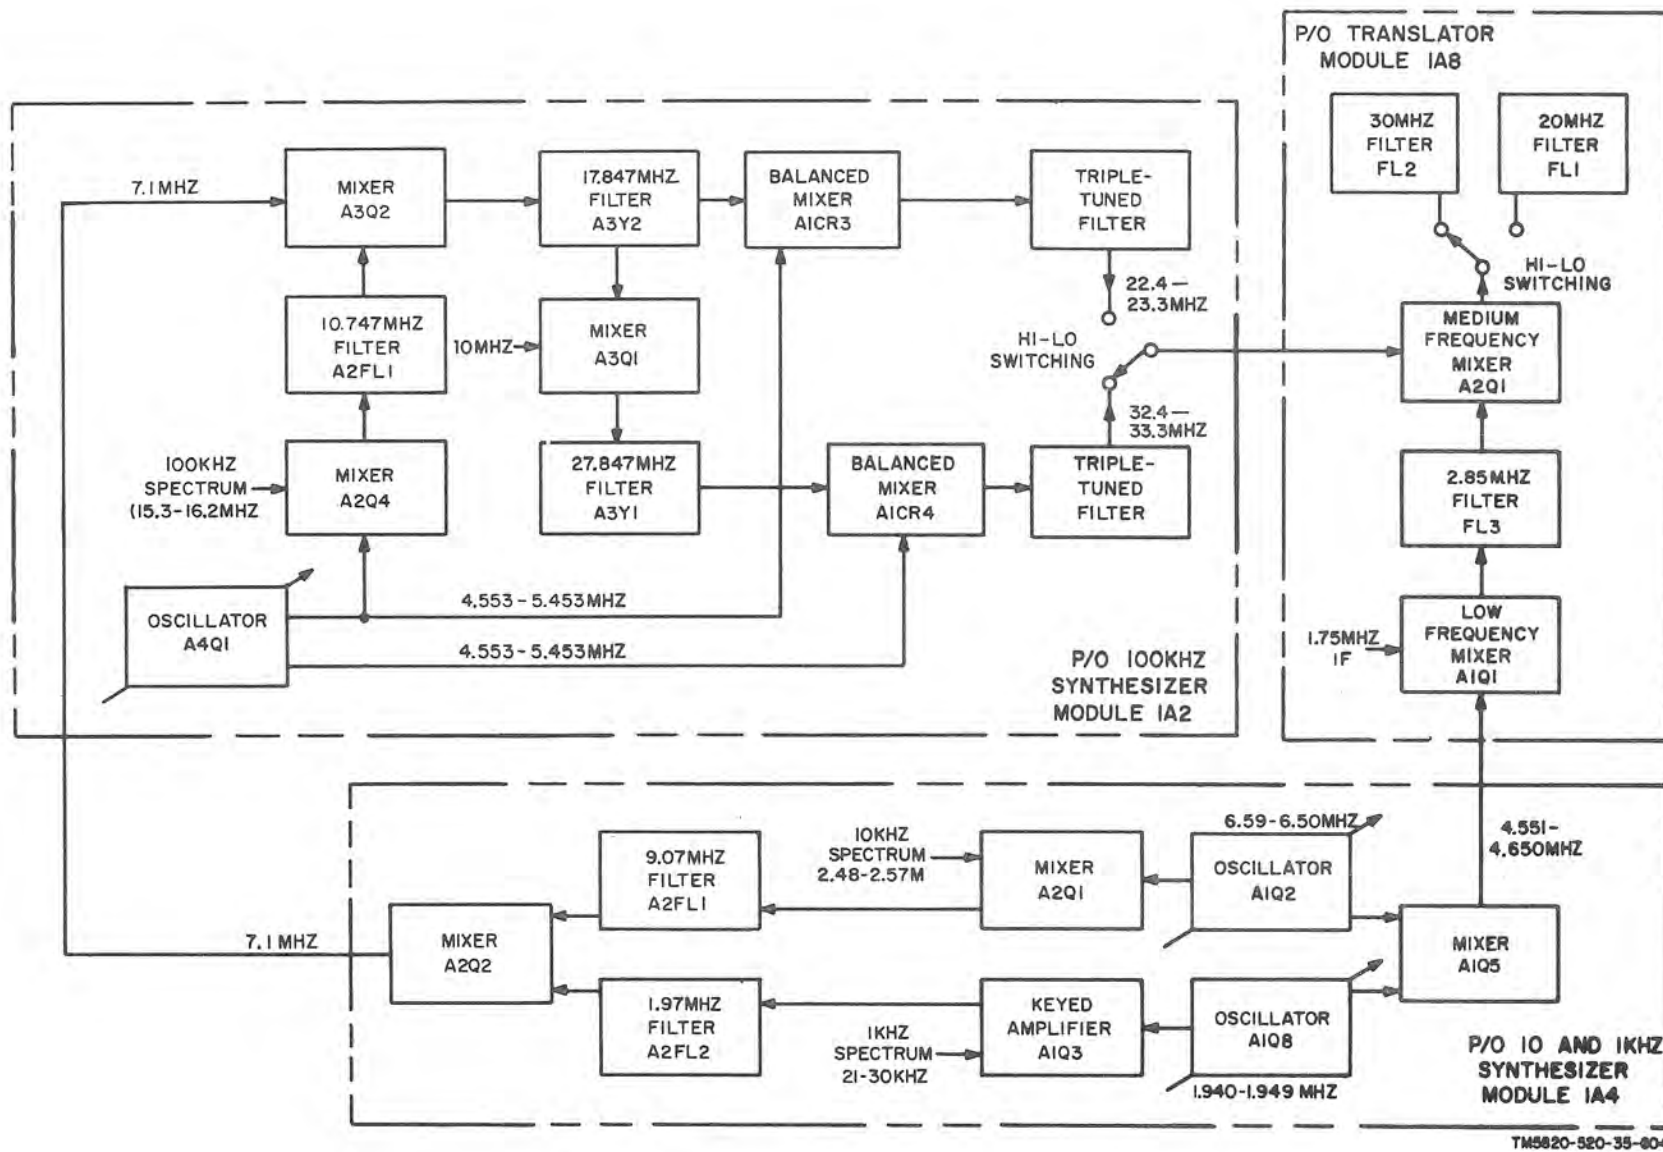 P/O TRANSLATOR
MODULE 1A8
30MHZ
FILTER
FL2
20MHZ
FILTER
FL1
HI-LO
SWITCHING
MEDIUM
FREQUENCY
MIXER
A2Q1
2.85MHZ
FILTER
FL3
LOW
FREQUENCY
MIXER
A1Q1
1.75MHZ
IF
7.1MHZ
MIXER
A3Q2
17.847MHZ
FILTER
A3Y2
BALANCED
MIXER
A1CR3
TRIPLE-
TUNED
FILTER
22.4—
23.3MHZ
10.747MHZ
FILTER
A2FL1
10MHZ
MIXER
A3Q1
HI-LO
SWITCHING
32.4—
33.3MHZ
100KHZ
SPECTRUM
(15.3-16.2MHZ
MIXER
A2Q4
27.847MHZ
FILTER
A3Y1
BALANCED
MIXER
A1CR4
TRIPLE-
TUNED
FILTER
OSCILLATOR
A4Q1
4.553-5.453MHZ
4.553-5.453MHZ
P/O 100KHZ
SYNTHESIZER
MODULE 1A2
4.551-
4.650MHZ
7.1MHZ
MIXER
A2Q2
9.07MHZ
FILTER
A2FL1
10KHZ
SPECTRUM
2.48-2.57M
MIXER
A2Q1
6.59-6.50MHZ
OSCILLATOR
A1Q2
MIXER
A1Q5
1.97MHZ
FILTER
A2FL2
1KHZ
SPECTRUM
21-30KHZ
KEYED
AMPLIFIER
A1Q3
OSCILLATOR
A1Q8
1.940-1.949MHZ
P/O 10 AND 1KHZ
SYNTHESIZER
MODULE 1A4